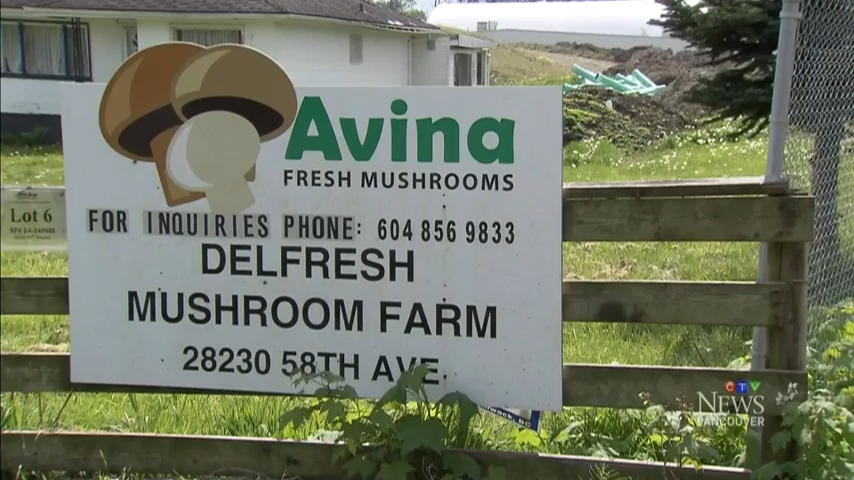 Avina
FRESH MUSHROOMS
FOR INQUIRIES PHONE: 604 856 9833
DELFRESH
MUSHROOM FARM
28230 58TH AVE.
Lot 6
CTV
NEWS
VANCOUVER